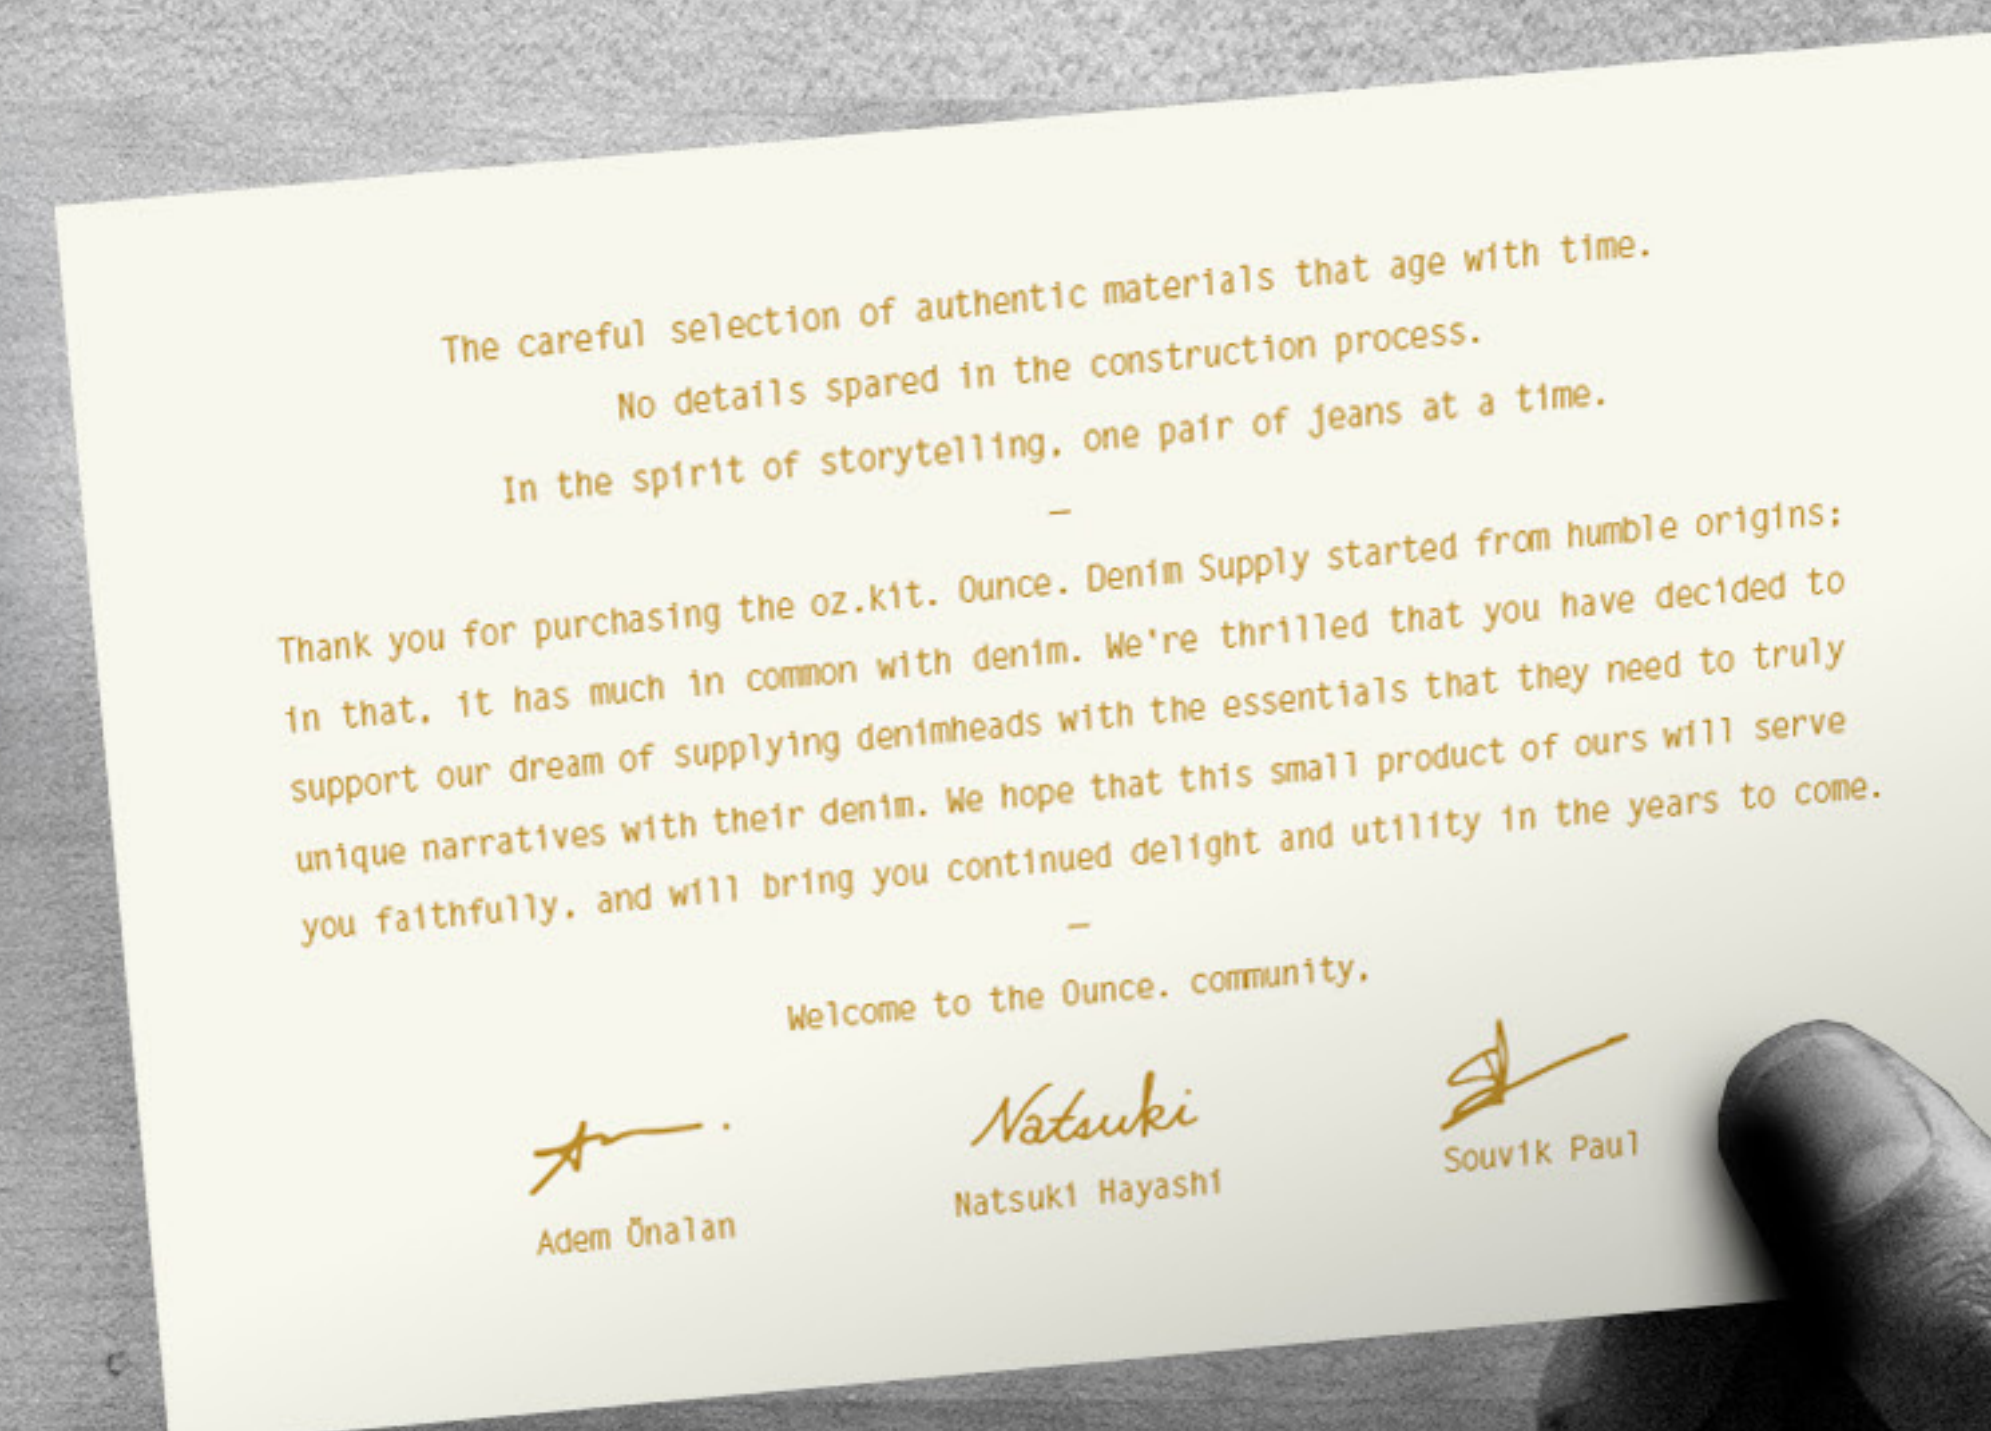 The careful selection of authentic materials that age with time.
No details spared in the construction process.
In the spirit of storytelling, one pair of jeans at a time.
—
Thank you for purchasing the oz.kit. Ounce. Denim Supply started from humble origins;
in that, it has much in common with denim. We're thrilled that you have decided to
support our dream of supplying denimheads with the essentials that they need to truly
unique narratives with their denim. We hope that this small product of ours will serve
you faithfully, and will bring you continued delight and utility in the years to come.
—
Welcome to the Ounce. community,
Natsuki
Adem Önalan
Natsuki Hayashi
Souvik Paul